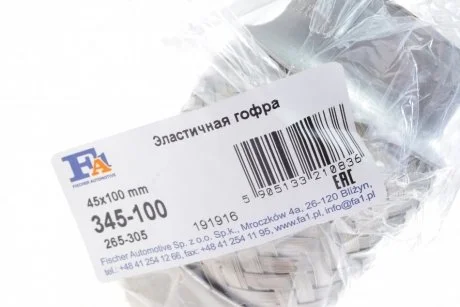 Эластичная гофра
FA
FISCHER AUTOMOTIVE
45x100 mm
345-100
265-305
191916
5 905133 210836
EAC
Fischer Automotive Sp. z o.o. Sp.k., Mroczków 4a, 26-120 Bliżyn,
tel.: +48 41 254 12 66, fax: +48 41 254 11 95, www.fa1.pl, info@fa1.pl